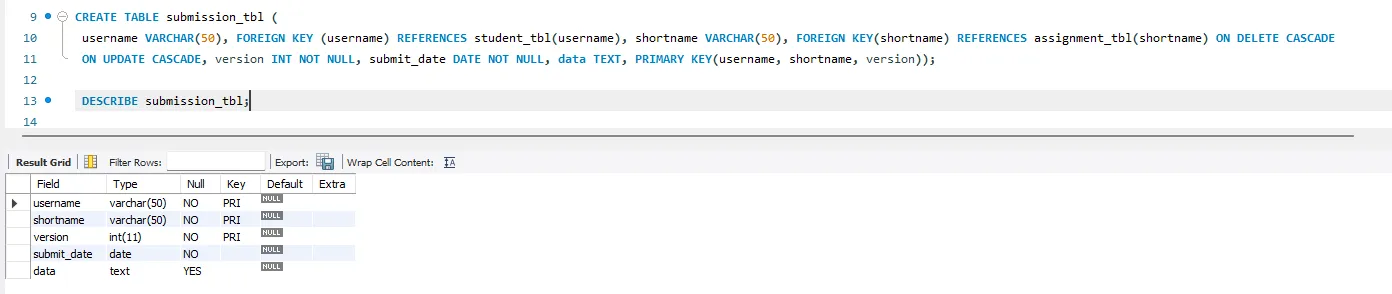 9 CREATE TABLE submission_tbl (
10 username VARCHAR(50), FOREIGN KEY (username) REFERENCES student_tbl(username), shortname VARCHAR(50), FOREIGN KEY(shortname) REFERENCES assignment_tbl(shortname) ON DELETE CASCADE
11 ON UPDATE CASCADE, version INT NOT NULL, submit_date DATE NOT NULL, data TEXT, PRIMARY KEY(username, shortname, version));
12
13 DESCRIBE submission_tbl;
14
Result Grid Filter Rows: Export: Wrap Cell Content: IA
Field Type Null Key Default Extra
username varchar(50) NO PRI NULL
shortname varchar(50) NO PRI NULL
version int(11) NO PRI NULL
submit_date date NO NULL
data text YES NULL